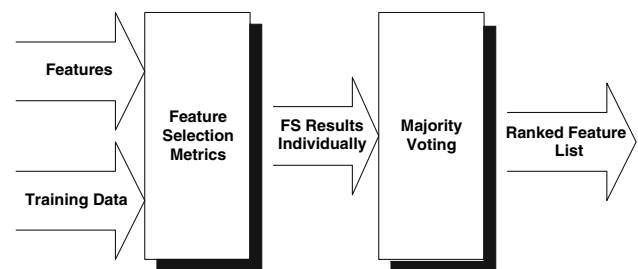 Features
Training Data
Feature
Selection
Metrics
FS Results
Individually
Majority
Voting
Ranked Feature
List